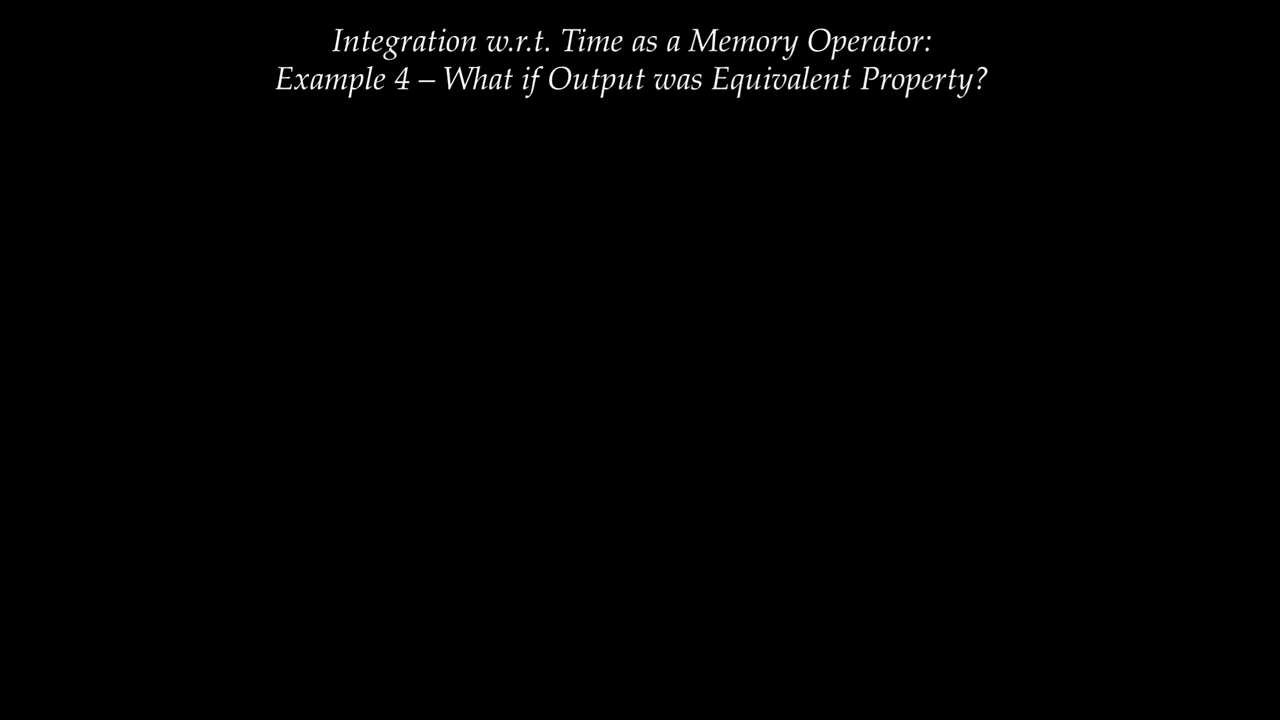 Integration w.r.t. Time as a Memory Operator:
Example 4 – What if Output was Equivalent Property?